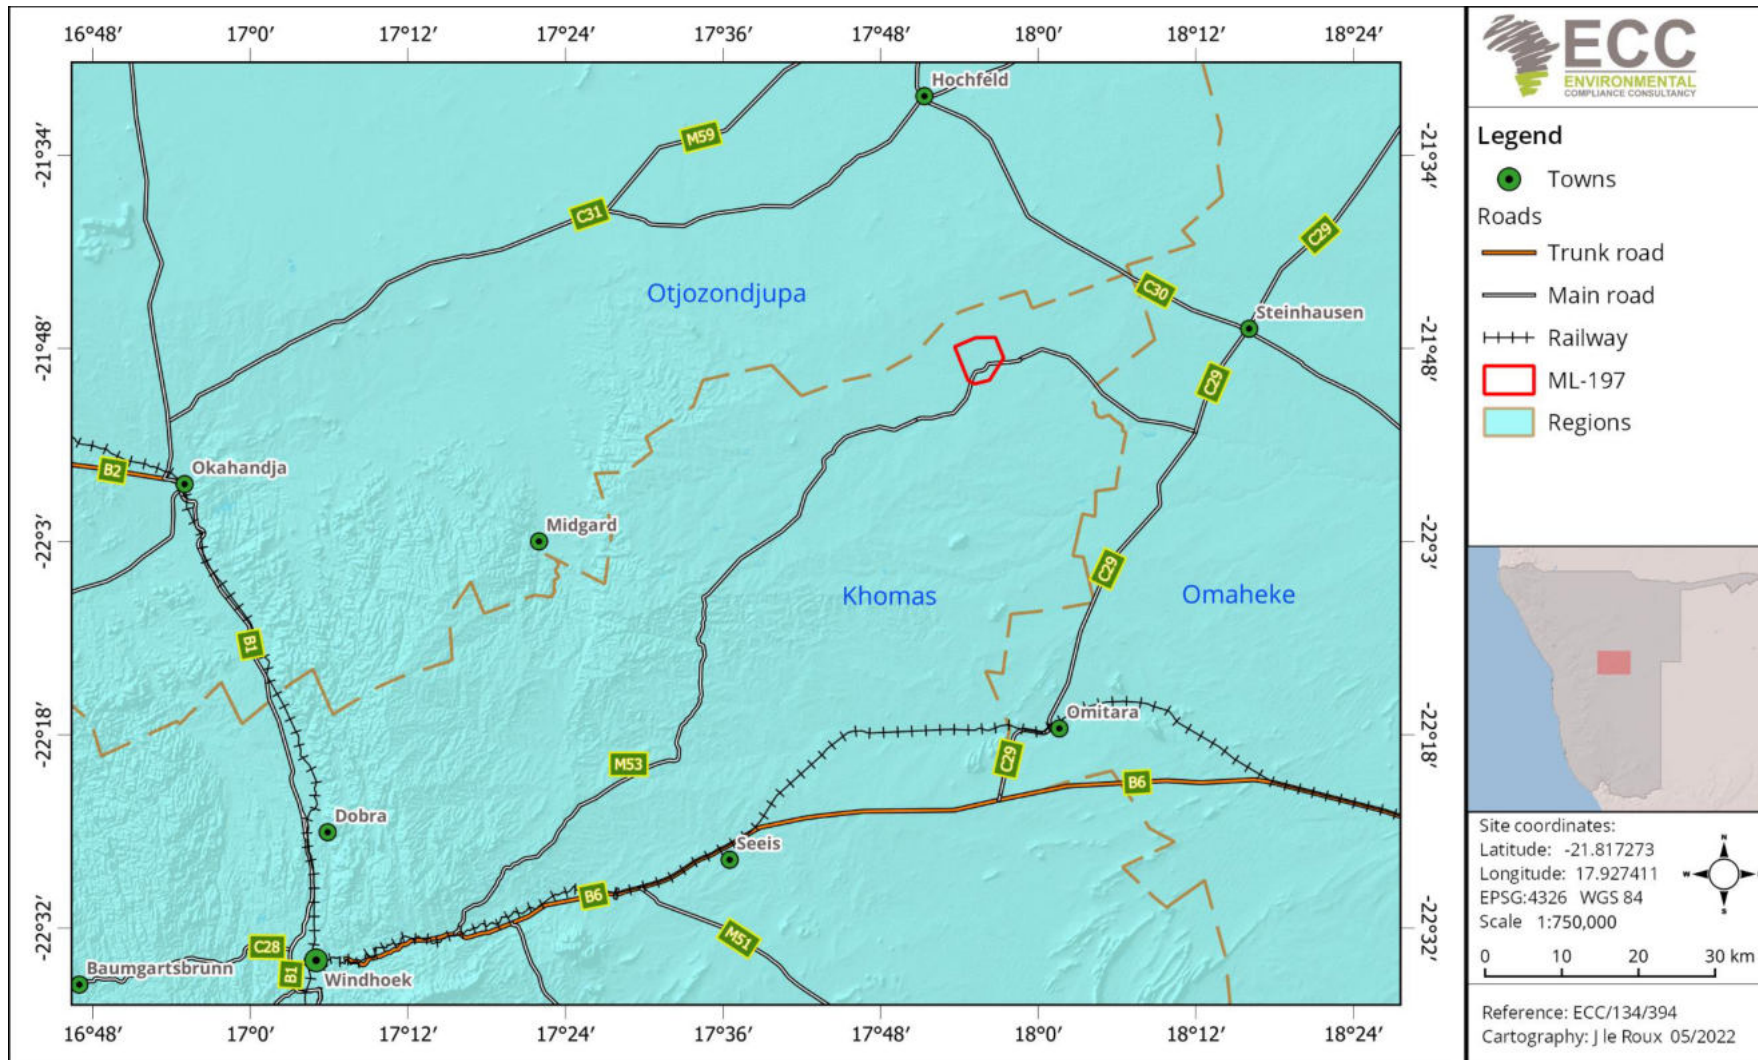 16°48′ 17°0′ 17°12′ 17°24′ 17°36′ 17°48′ 18°0′ 18°12′ 18°24′
-21°34′
-21°48′
-22°3′
-22°18′
-22°32′
-21°34′
-21°48′
-22°3′
-22°18′
-22°32′
16°48′ 17°0′ 17°12′ 17°24′ 17°36′ 17°48′ 18°0′ 18°12′ 18°24′
Hochfeld
M59
C31
C29
Otjozondjupa
C30
Steinhausen
C29
B2
Okahandja
Midgard
C29
Khomas
Omaheke
B1
Omitara
M53
C29
B6
Dobra
Seeis
B6
M51
C28
B1
Baumgartsbrunn
Windhoek
ECC
ENVIRONMENTAL
COMPLIANCE CONSULTANCY
Legend
Towns
Roads
Trunk road
Main road
Railway
ML-197
Regions
Site coordinates:
Latitude: -21.817273
Longitude: 17.927411
EPSG:4326 WGS 84
Scale 1:750,000
N
W
S
0 10 20 30 km
Reference: ECC/134/394
Cartography: J le Roux 05/2022